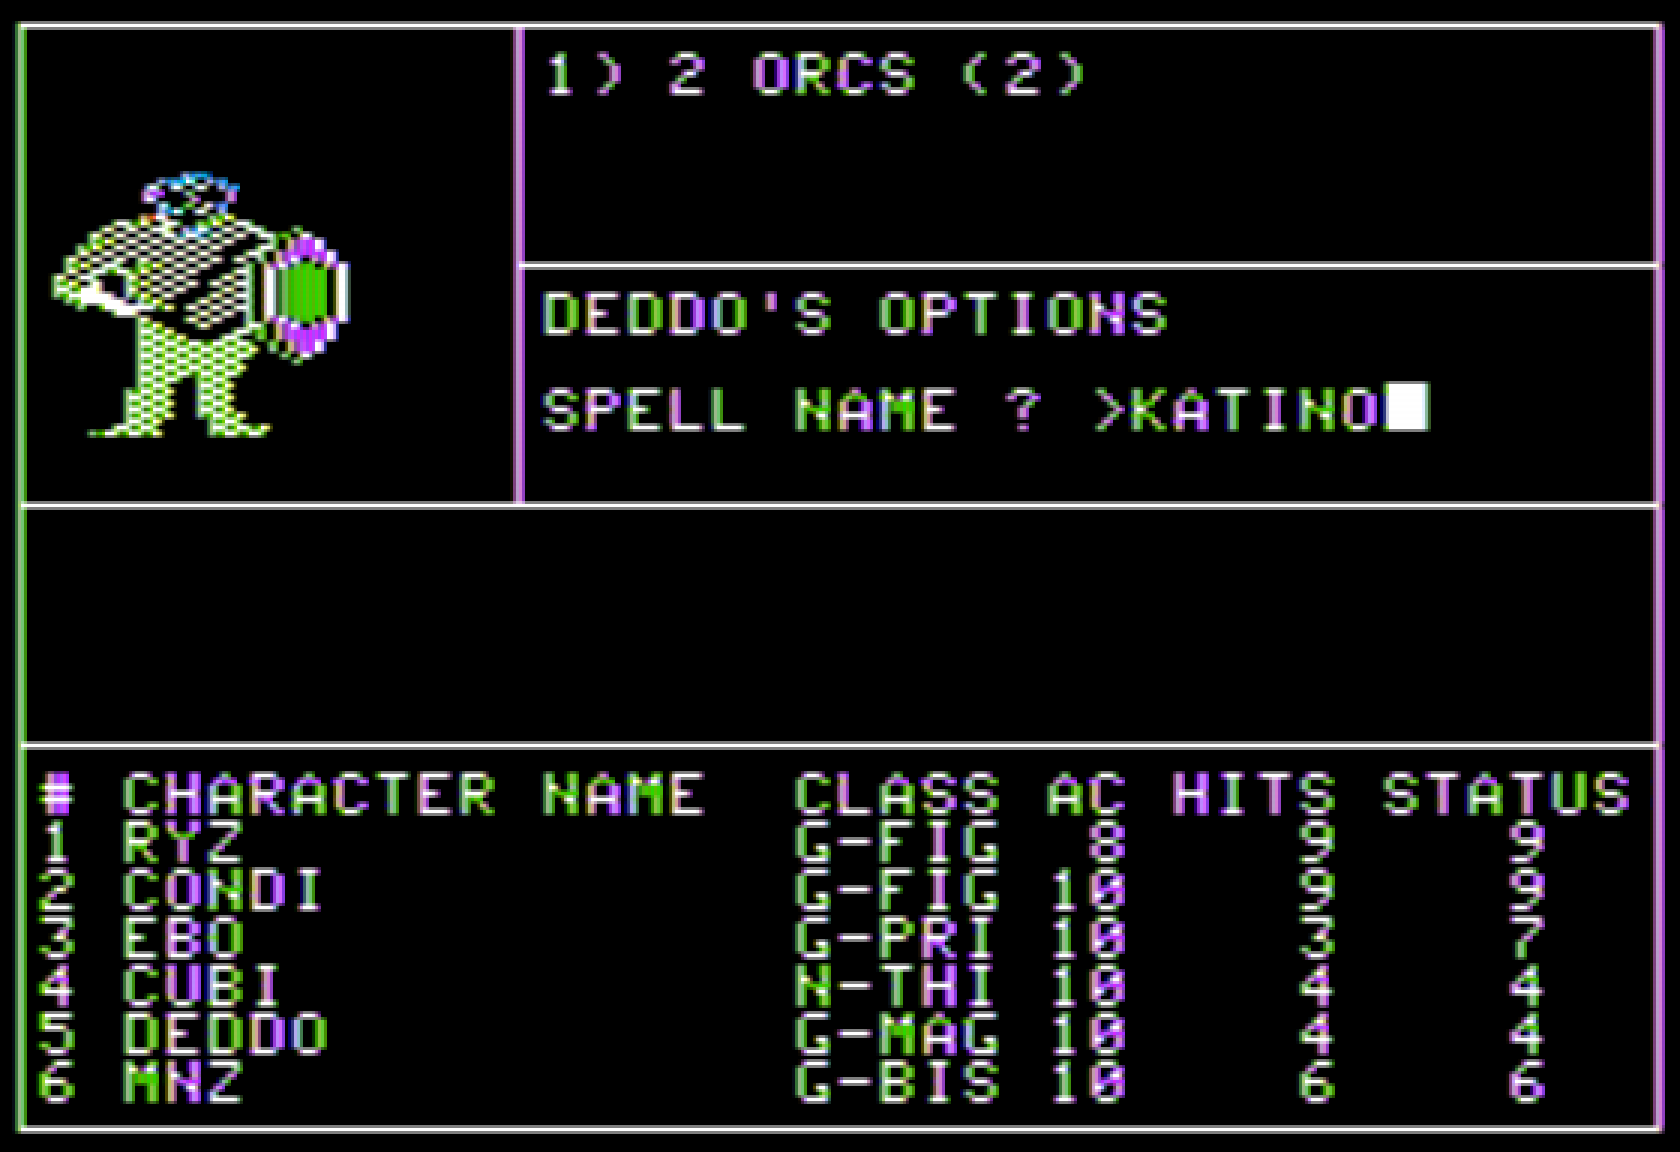 1) 2 ORCS (2)
DEDDO'S OPTIONS
SPELL NAME ? >KATINO
# CHARACTER NAME CLASS AC HITS STATUS
1 RYZ G-FIG 8 9 9
2 CONDI G-FIG 10 9 9
3 EBO G-PRI 10 3 7
4 CUBI N-THI 10 4 4
5 DEDDO G-MAG 10 4 4
6 MNZ G-BIS 10 6 6